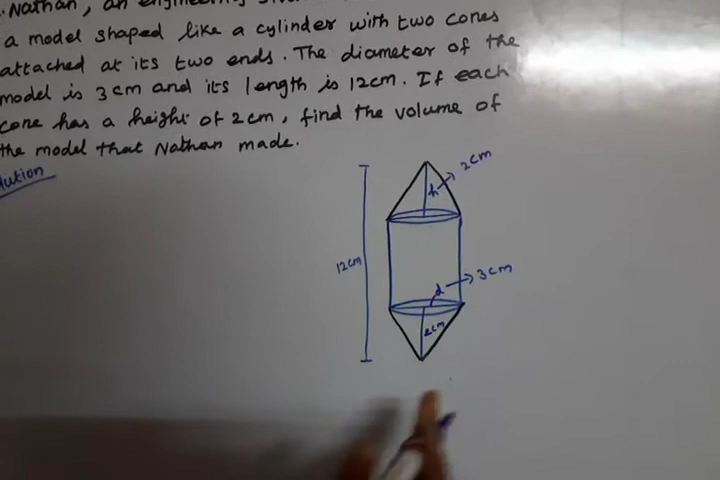 Nathan, an engineering
a model shaped like a cylinder with two cones
attached at its two ends. The diameter of the
model is 3cm and its length is 12cm. If each
cone has a height of 2cm, find the volume of
the model that Nathan made.
lution
2cm
h
12cm
d
3cm
2cm